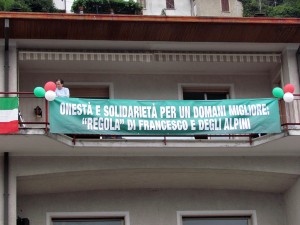 ONESTÀ E SOLIDARIETÀ PER UN DOMANI MIGLIORE:
"REGOLA" DI FRANCESCO E DEGLI ALPINI